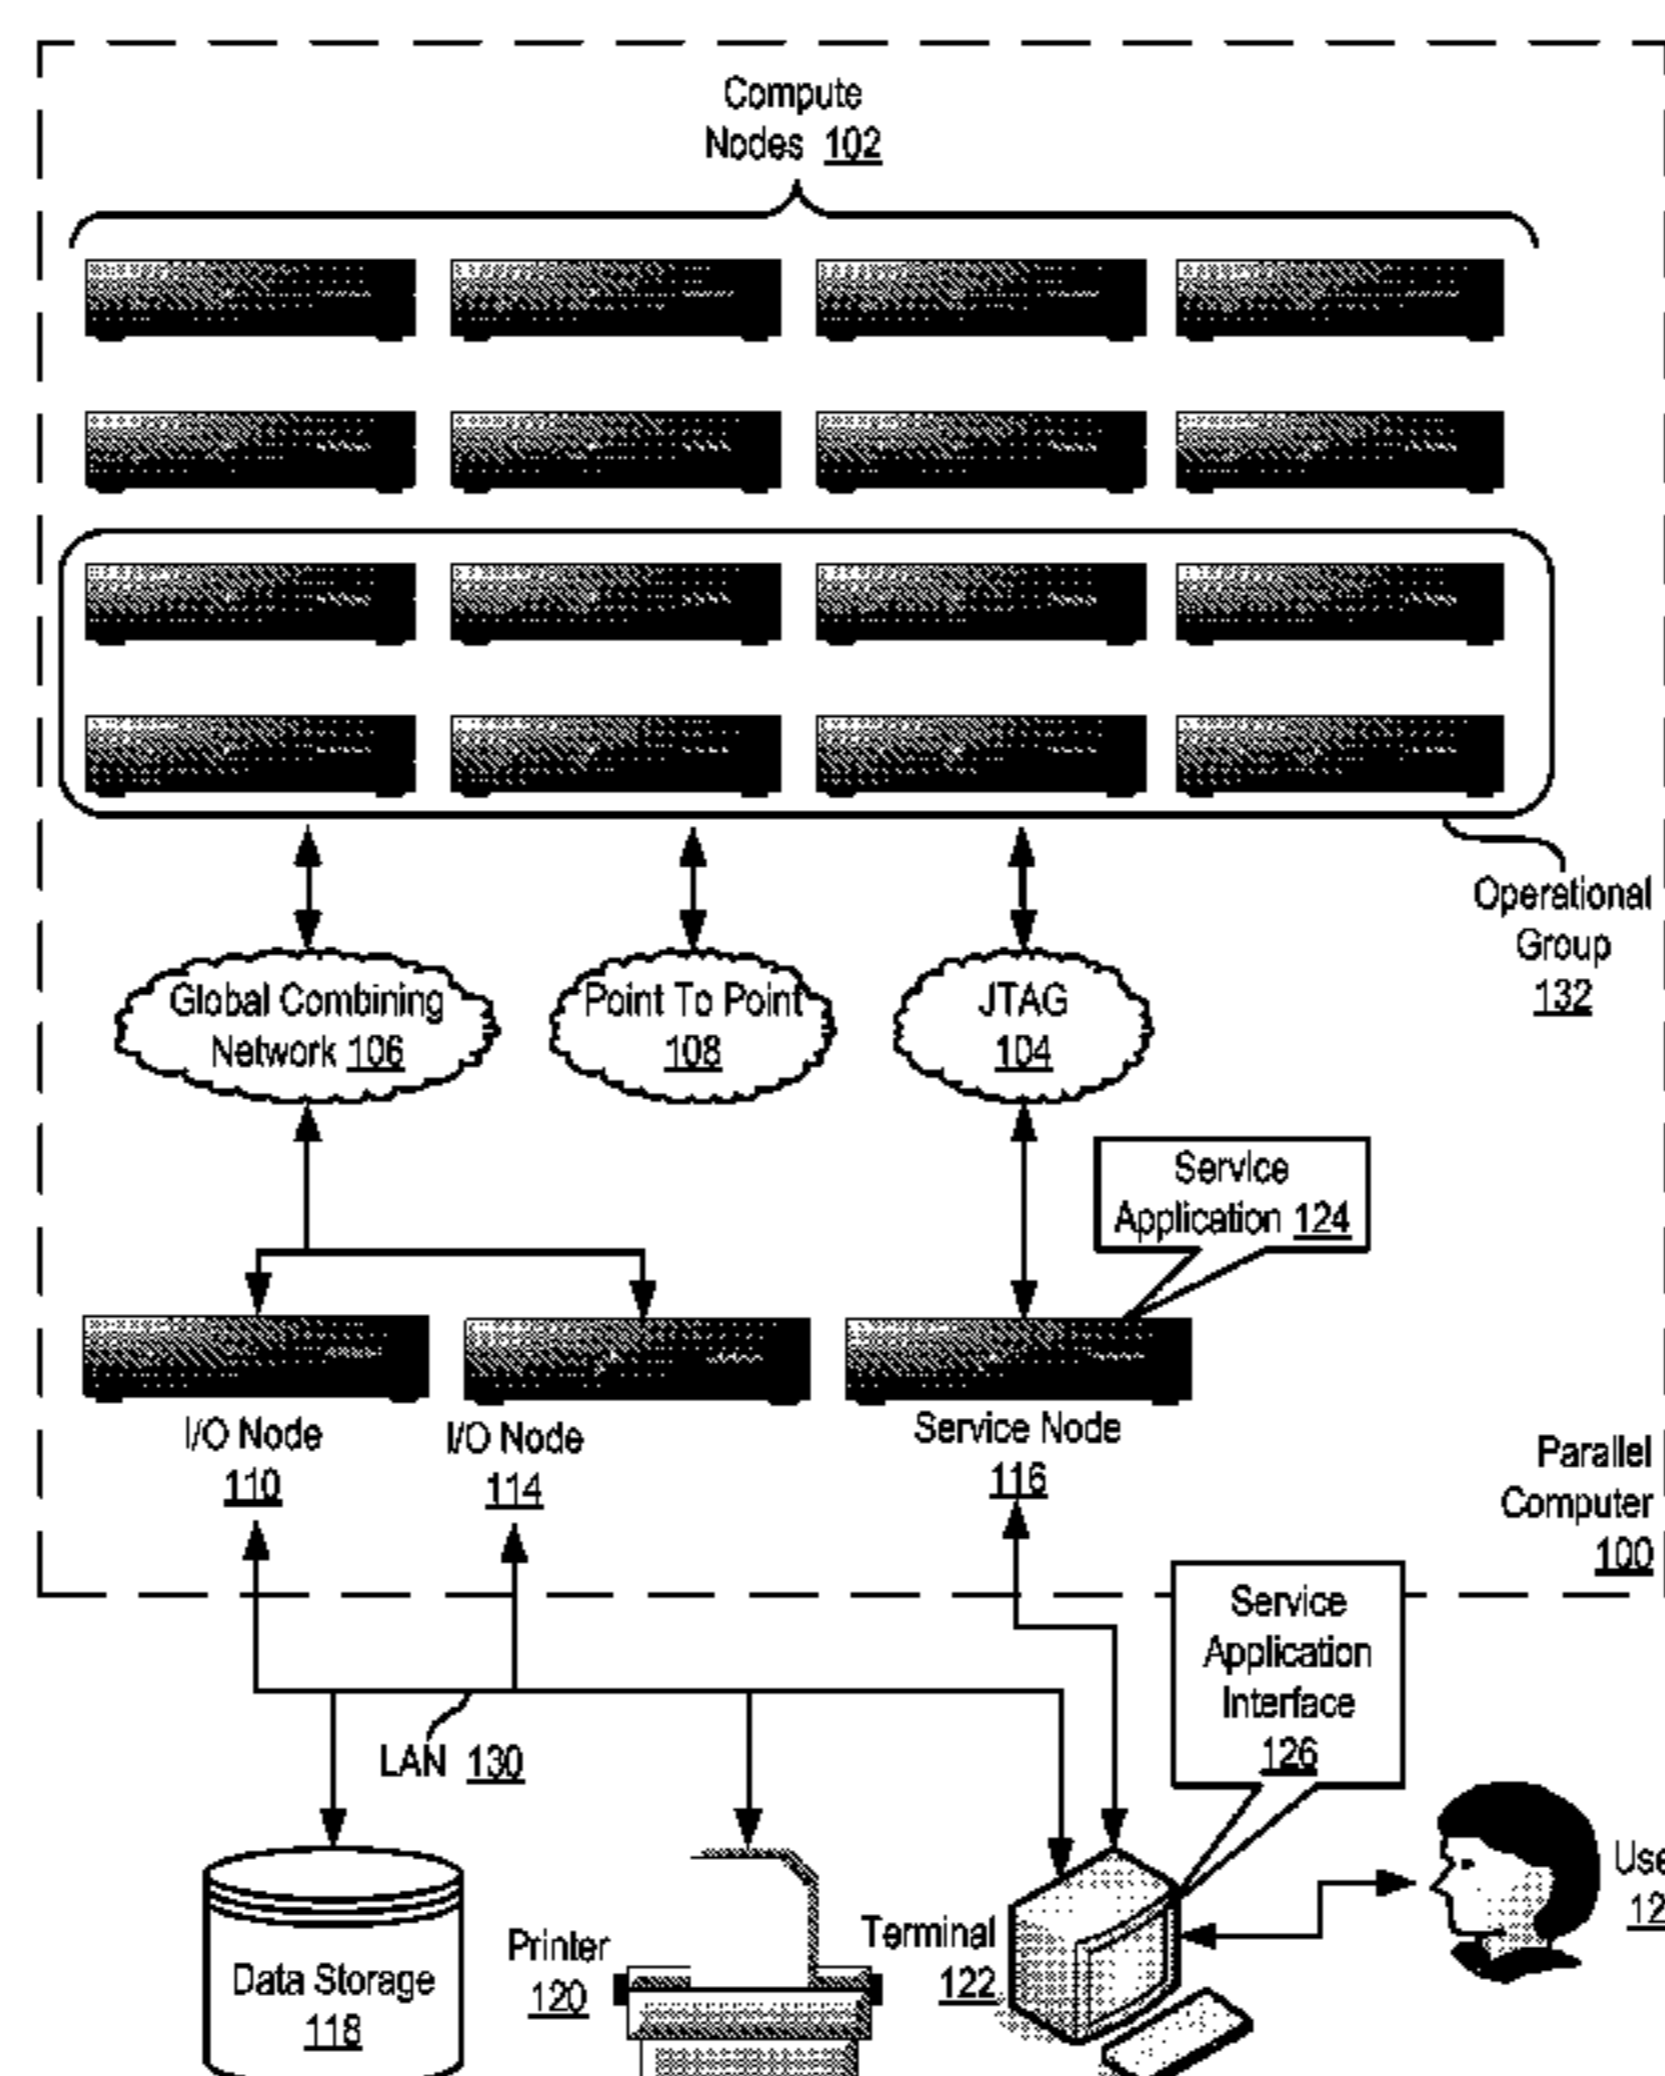 Compute
Nodes 102
Operational
Group
132
Global Combining
Network 106
Point To Point
108
JTAG
104
Service
Application 124
I/O Node
110
I/O Node
114
Service Node
116
Parallel
Computer
100
Service
Application
Interface
126
LAN 130
Data Storage
118
Printer
120
Terminal
122